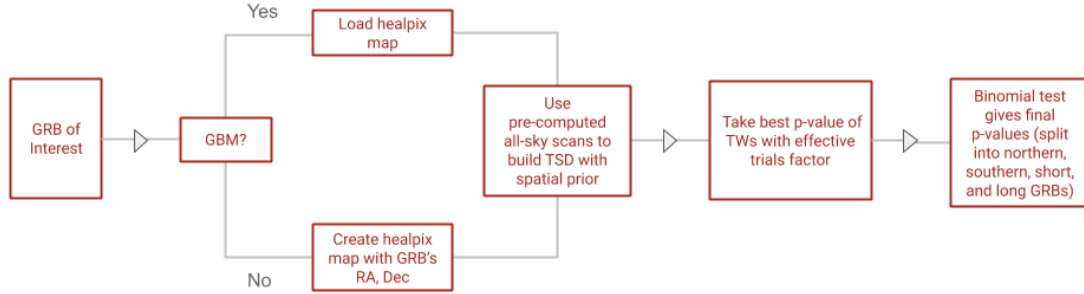 GRB of
Interest
GBM?
Yes
Load healpix
map
No
Create healpix
map with GRB's
RA, Dec
Use
pre-computed
all-sky scans to
build TSD with
spatial prior
Take best p-value of
TWs with effective
trials factor
Binomial test
gives final
p-values (split
into northern,
southern, short,
and long GRBs)